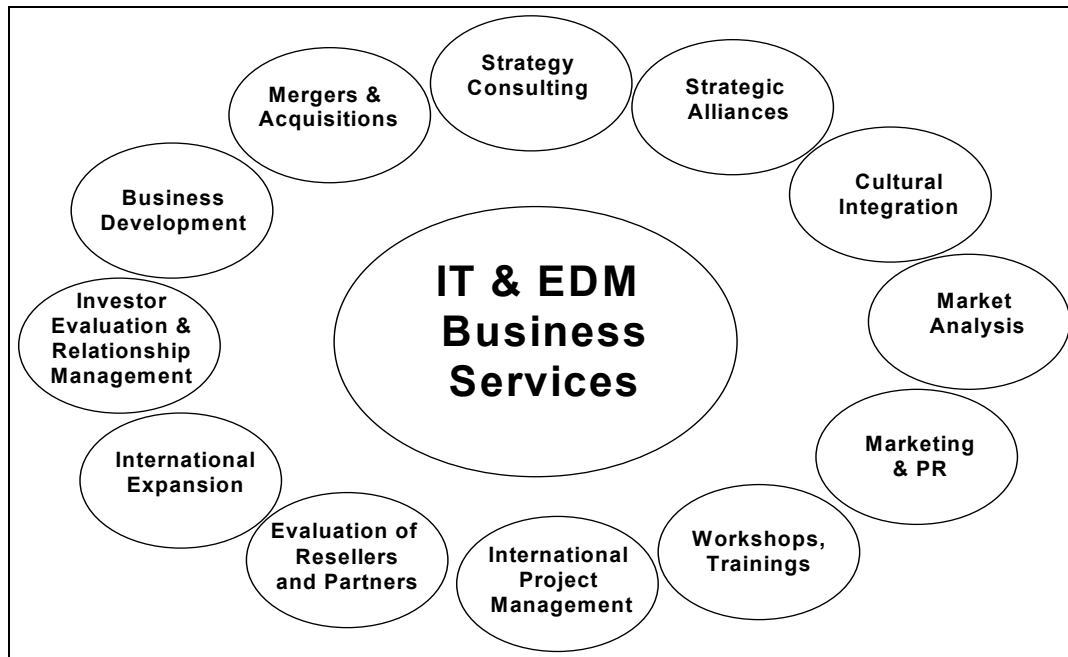 Strategy
Consulting
Strategic
Alliances
Cultural
Integration
Market
Analysis
Marketing
& PR
Workshops,
Trainings
International
Project
Management
Evaluation of
Resellers
and Partners
International
Expansion
Investor
Evaluation &
Relationship
Management
Business
Development
Mergers &
Acquisitions
IT & EDM
Business
Services